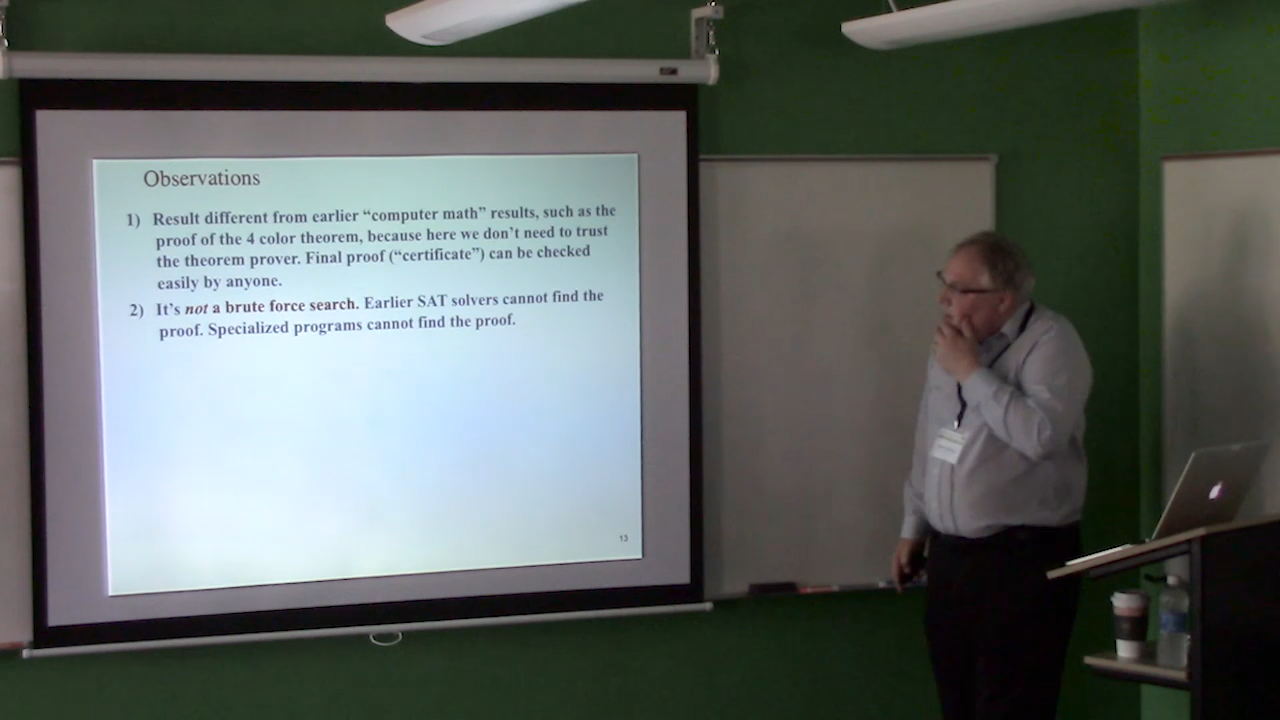 Observations
1) Result different from earlier “computer math” results, such as the
proof of the 4 color theorem, because here we don’t need to trust
the theorem prover. Final proof (“certificate”) can be checked
easily by anyone.
2) It’s not a brute force search. Earlier SAT solvers cannot find the
proof. Specialized programs cannot find the proof.
13